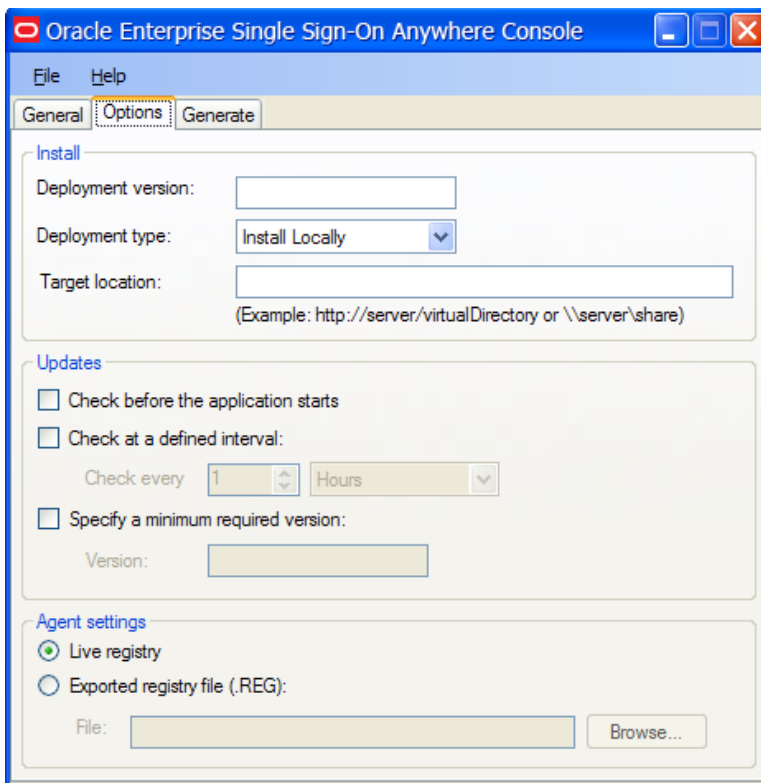 Oracle Enterprise Single Sign-On Anywhere Console
File Help
General Options Generate
Install
Deployment version:
Deployment type: Install Locally
Target location:
(Example: http://server/virtualDirectory or \\server\share)
Updates
Check before the application starts
Check at a defined interval:
Check every 1 Hours
Specify a minimum required version:
Version:
Agent settings
Live registry
Exported registry file (.REG):
File: Browse...